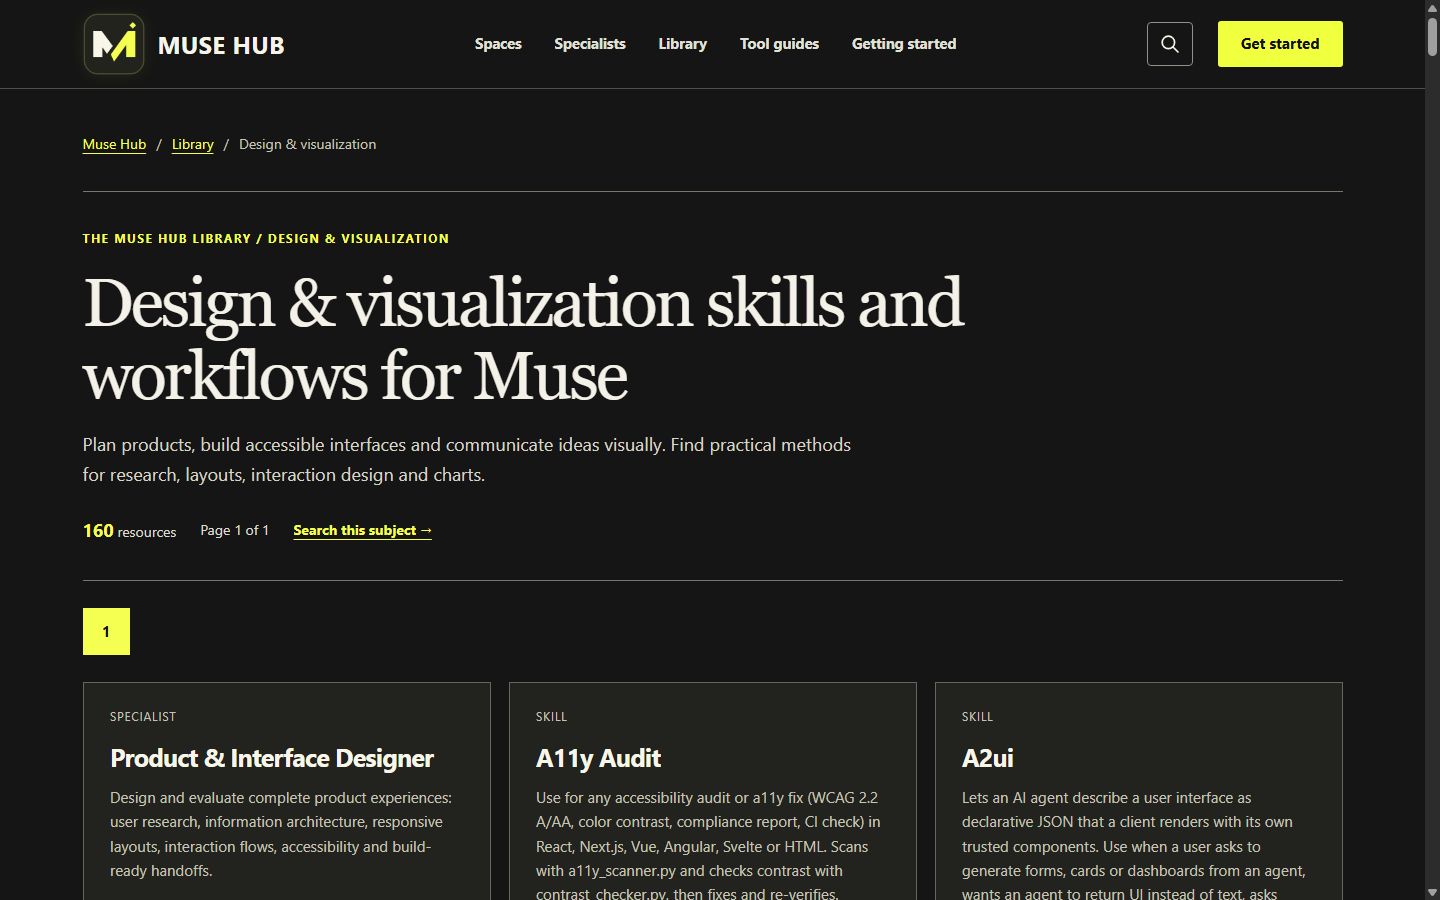 MUSE HUB
Spaces
Specialists
Library
Tool guides
Getting started
Get started
Muse Hub / Library / Design & visualization
THE MUSE HUB LIBRARY / DESIGN & VISUALIZATION
Design & visualization skills and
workflows for Muse
Plan products, build accessible interfaces and communicate ideas visually. Find practical methods
for research, layouts, interaction design and charts.
160 resources
Page 1 of 1
Search this subject →
1
SPECIALIST
Product & Interface Designer
Design and evaluate complete product experiences:
user research, information architecture, responsive
layouts, interaction flows, accessibility and build-
ready handoffs.
SKILL
A11y Audit
Use for any accessibility audit or a11y fix (WCAG 2.2
A/AA, color contrast, compliance report, CI check) in
React, Next.js, Vue, Angular, Svelte or HTML. Scans
with a11y_scanner.py and checks contrast with
contrast_checker.py, then fixes and re-verifies.
SKILL
A2ui
Lets an AI agent describe a user interface as
declarative JSON that a client renders with its own
trusted components. Use when a user asks to
generate forms, cards or dashboards from an agent,
wants an agent to return UI instead of text, asks